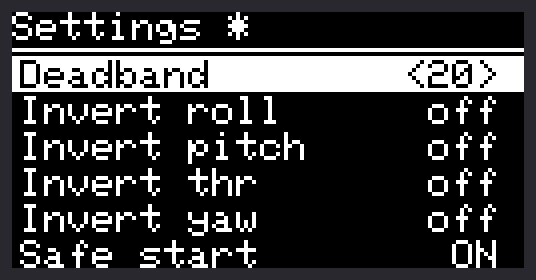 Settings *
Deadband <20>
Invert roll off
Invert pitch off
Invert thr off
Invert yaw off
Safe start ON